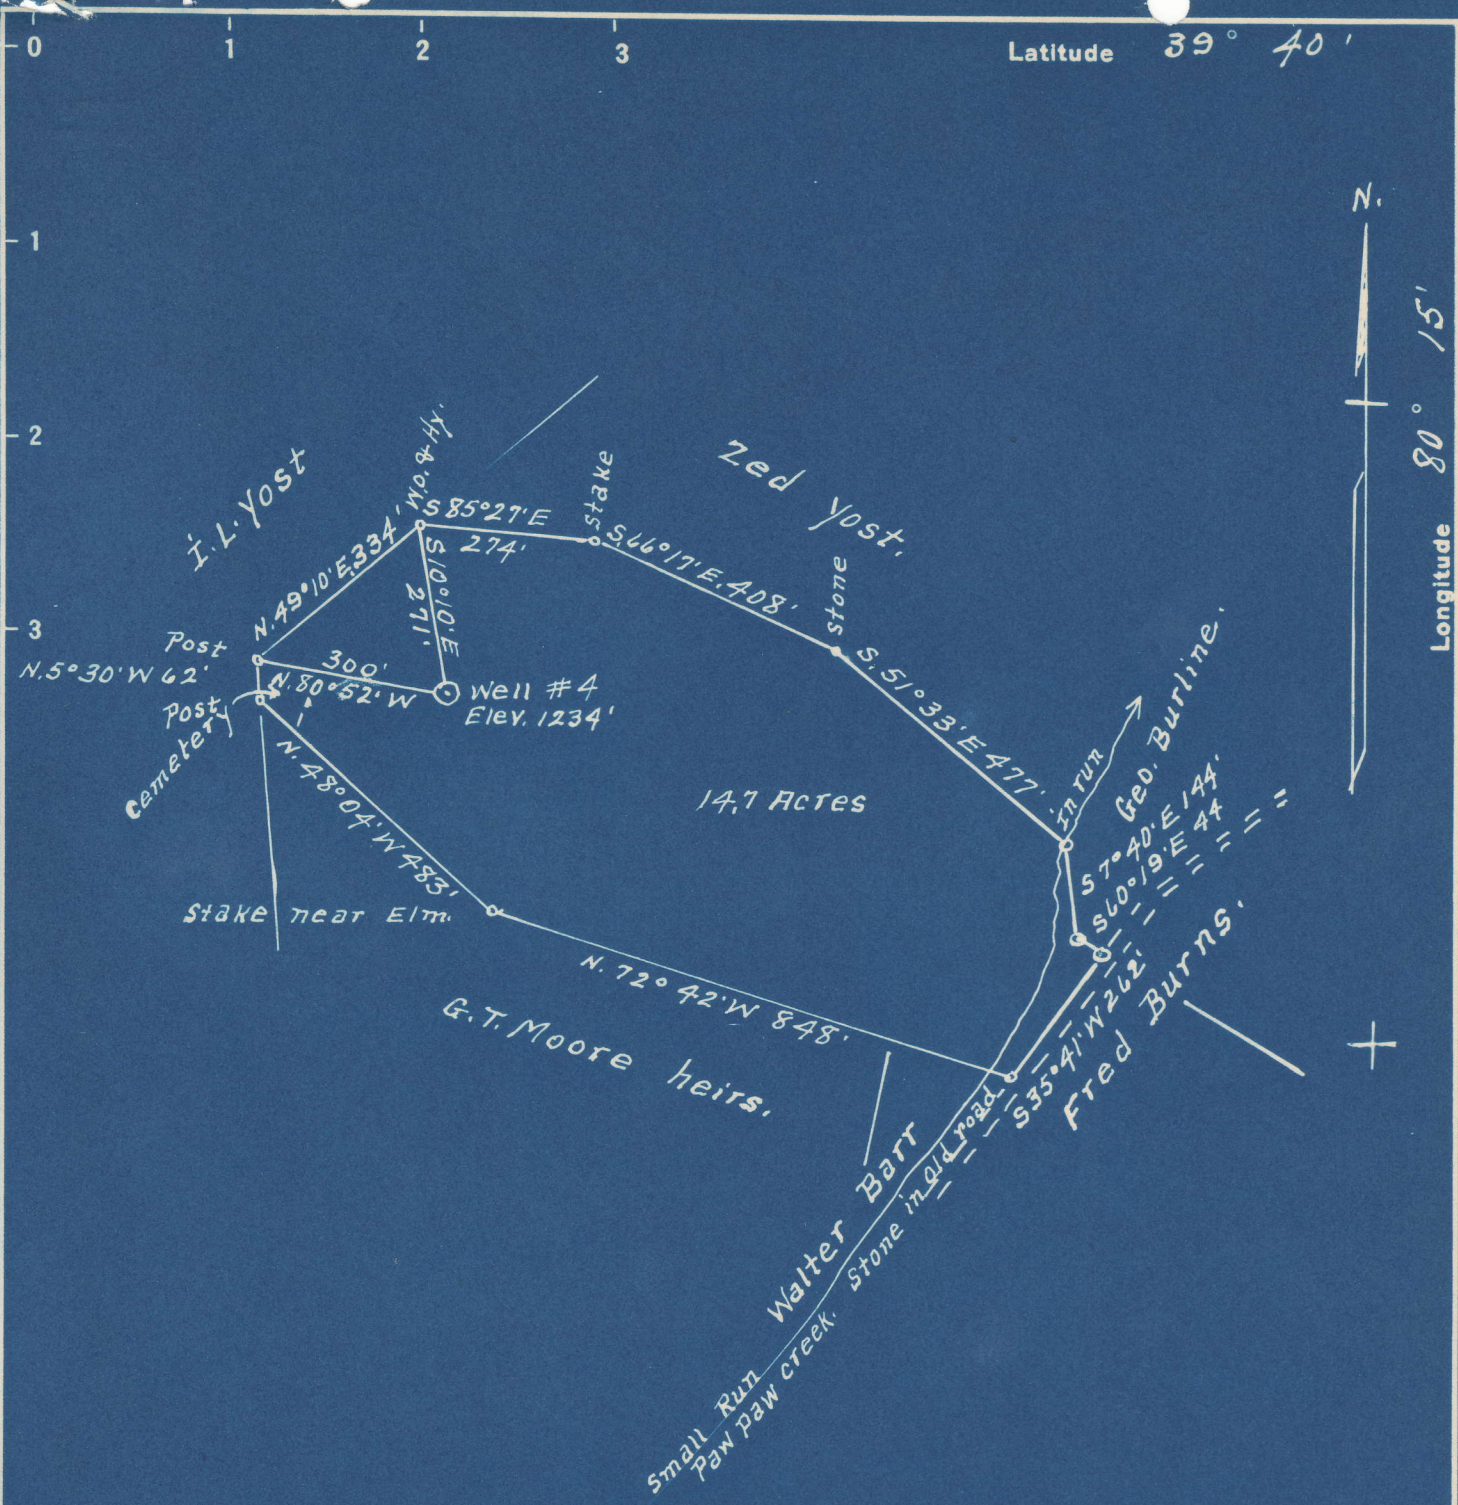 0 1 2 3 Latitude 39° 40'
N.
1
80° 15'
Longitude
2
3
I. L. Yost
W.O. & Hy.
Zed Yost.
stake
stone
N. 49°10' E. 334'
S 85°27' E
274'
S. 66°17' E. 408'
S 10°10' E
271'
Post
N. 5°30' W 62'
300'
N. 80°52' W
Well #4
Elev. 1234'
Post
cemetery
S. 51°33' E 477'
In run
Geo. Burline.
14.7 Acres
N. 48°04' W 483'
S 7°40' E 144'
S 60°19' E 44
stake near Elm.
N. 72° 42' W 848'
G. T. Moore heirs.
S 35°41' W 262'
Fred Burns.
Walter Barr
Stone in old road
Small Run
Paw Paw creek.